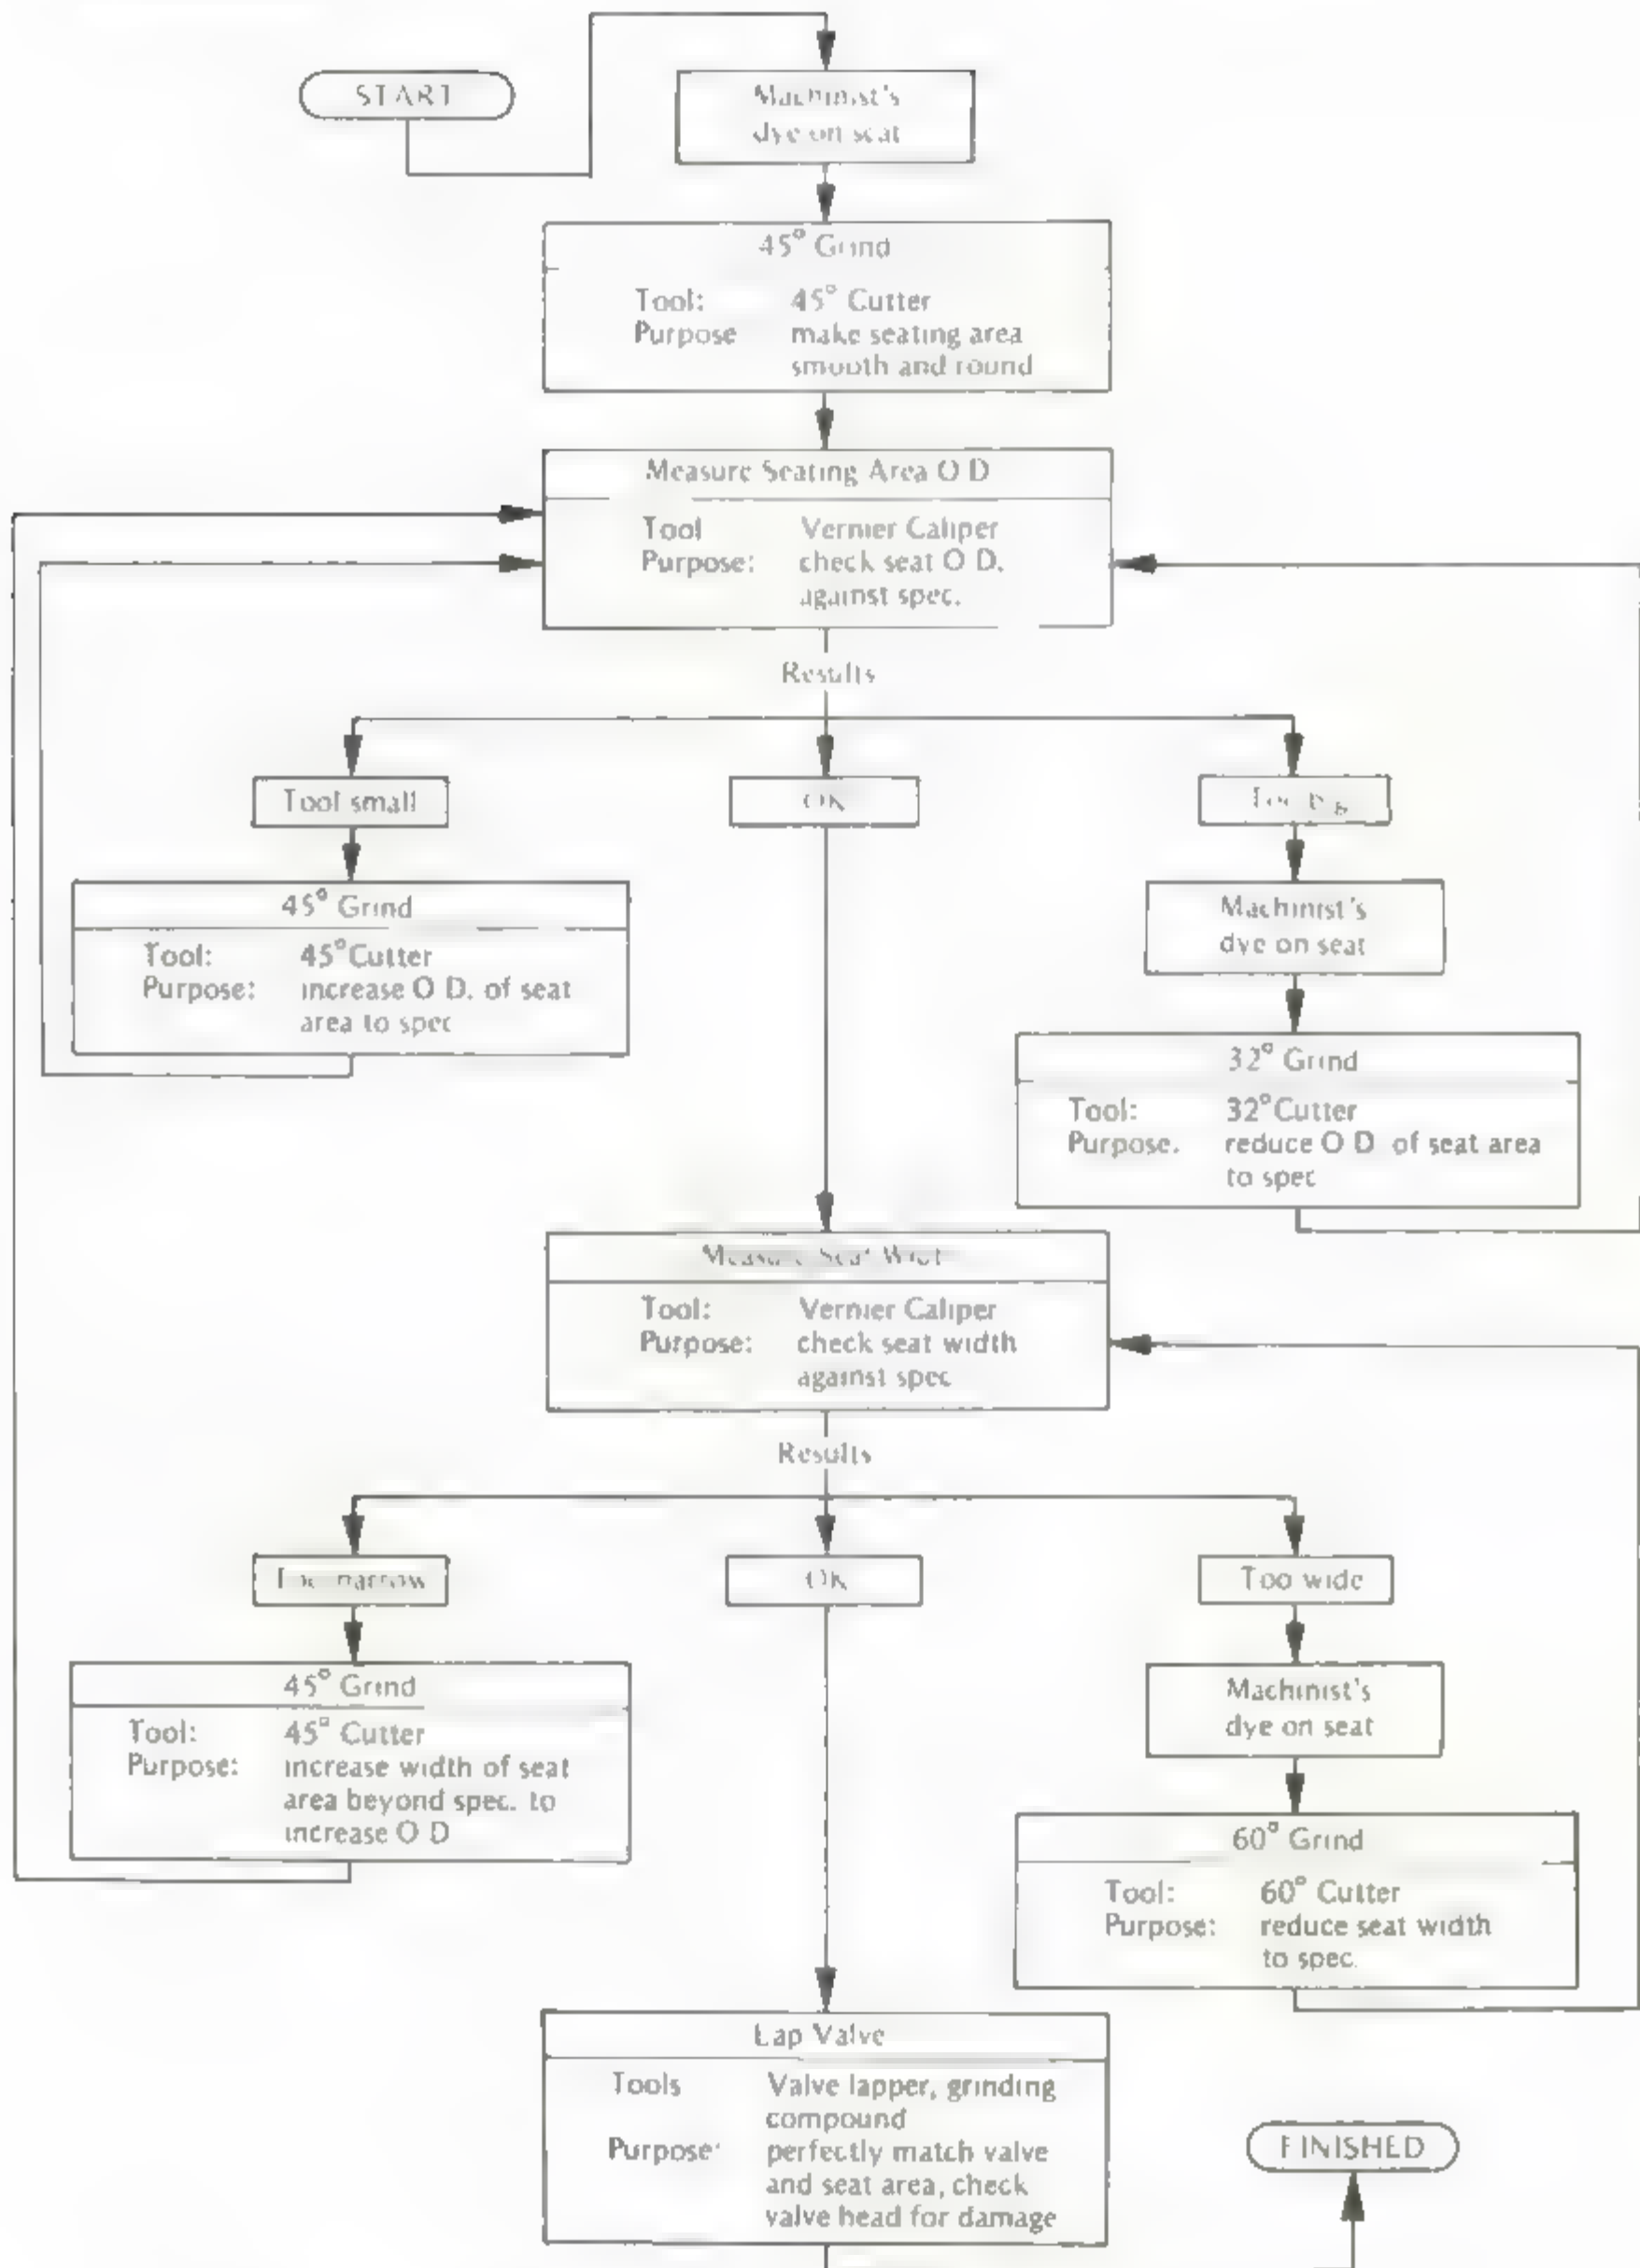 START
Machinist's
dye on seat
45° Grind
Tool: 45° Cutter
Purpose make seating area
smooth and round
Measure Seating Area O D
Tool Vernier Caliper
Purpose: check seat O D.
against spec.
Results
Tool small
OK
Too big
45° Grind
Tool: 45° Cutter
Purpose: increase O D. of seat
area to spec
Machinist's
dye on seat
32° Grind
Tool: 32° Cutter
Purpose. reduce O D of seat area
to spec
Measure Seat
Tool: Vernier Caliper
Purpose: check seat width
against spec
Results
Too narrow
OK
Too wide
45° Grind
Tool: 45° Cutter
Purpose: increase width of seat
area beyond spec. to
increase O D
Machinist's
dye on seat
60° Grind
Tool: 60° Cutter
Purpose: reduce seat width
to spec.
Lap Valve
Tools Valve lapper, grinding
compound
Purpose: perfectly match valve
and seat area, check
valve head for damage
FINISHED